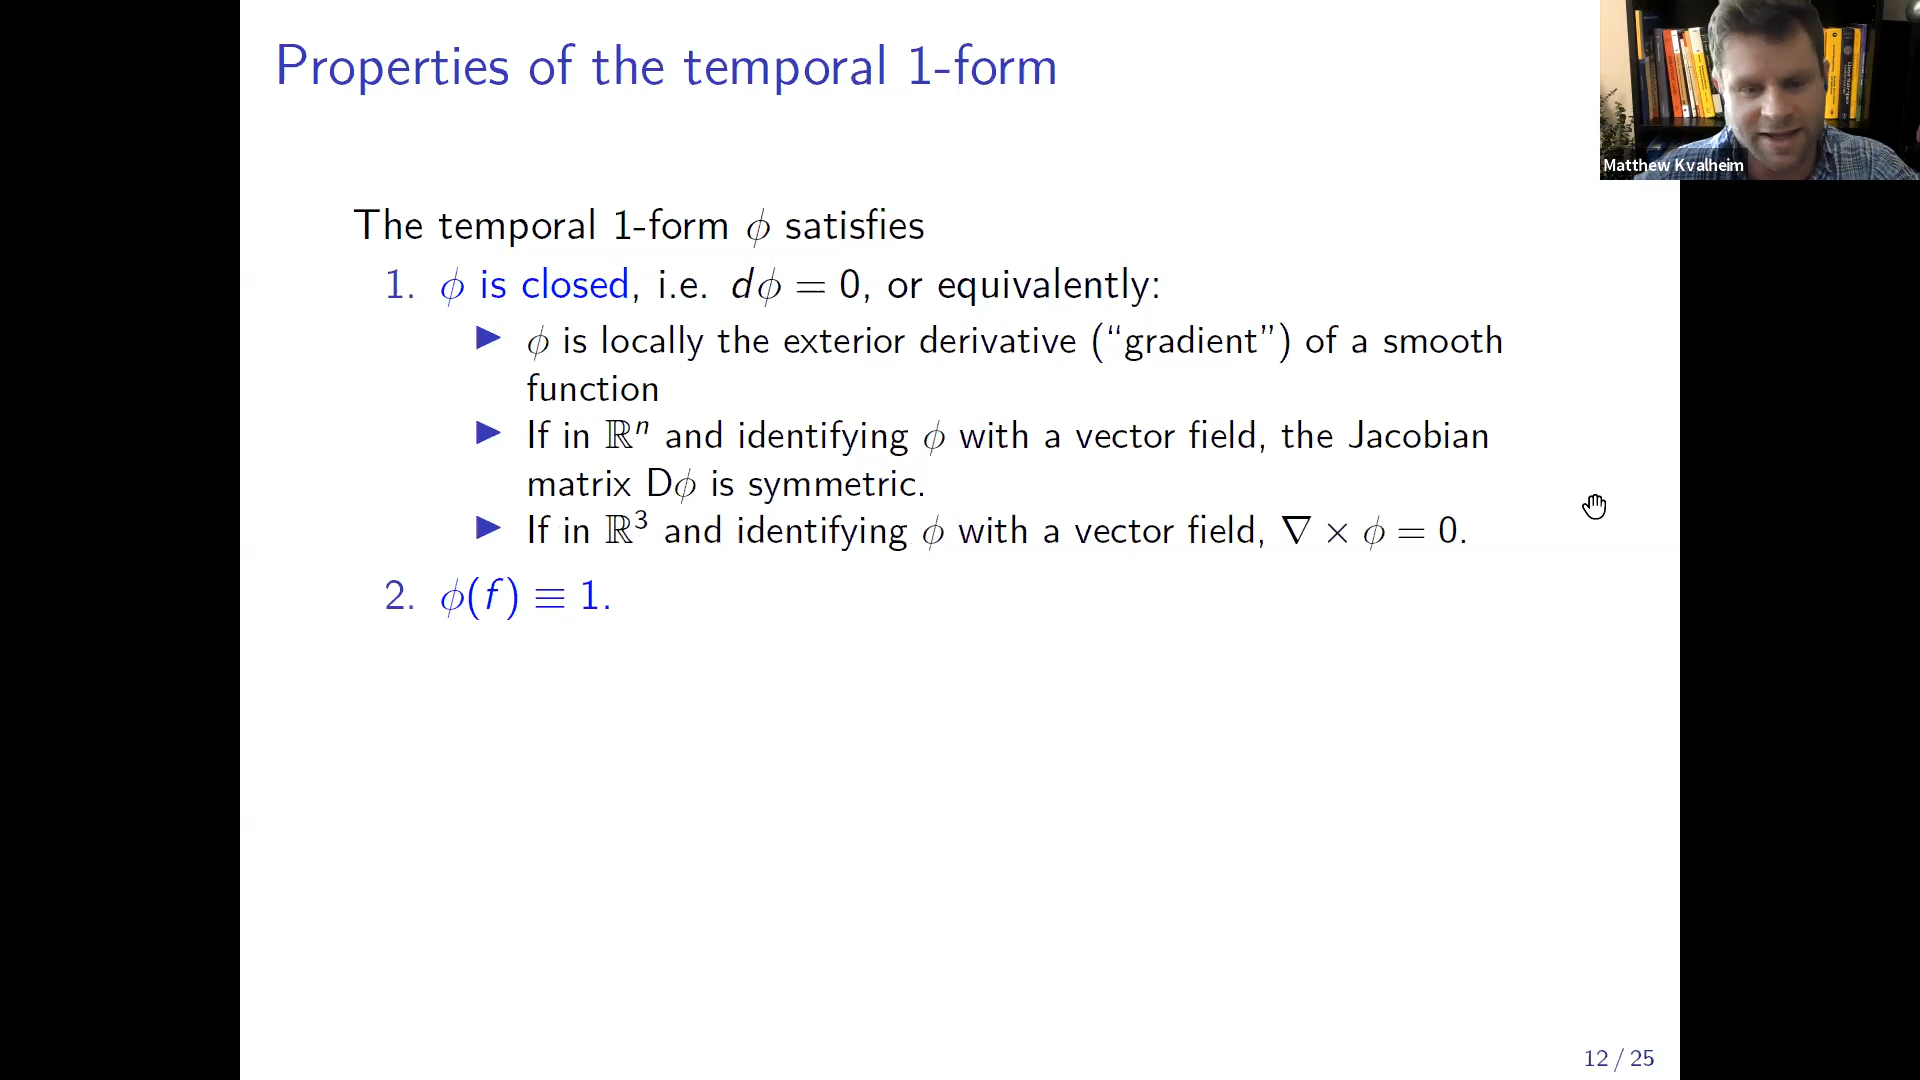 Properties of the temporal 1-form
Matthew Kvalheim
The temporal 1-form ϕ satisfies
1. ϕ is closed, i.e. dϕ = 0, or equivalently:
▶ ϕ is locally the exterior derivative (“gradient”) of a smooth
function
▶ If in ℝⁿ and identifying ϕ with a vector field, the Jacobian
matrix Dϕ is symmetric.
▶ If in ℝ³ and identifying ϕ with a vector field, ∇ × ϕ = 0.
2. ϕ(f) ≡ 1.
12 / 25